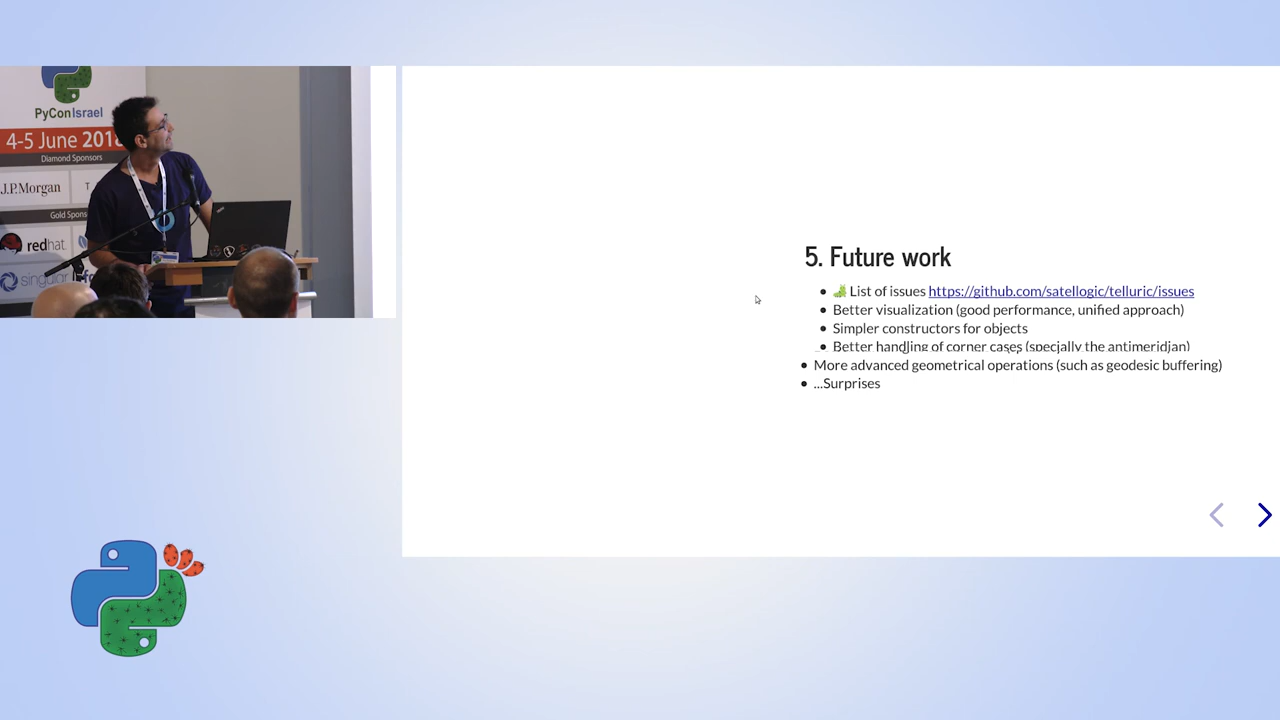 PyConIsrael
4-5 June 2018
Diamond Sponsors
J.P.Morgan
T
Gold Spons
redhat.
singular
5. Future work
List of issues https://github.com/satellogic/telluric/issues
Better visualization (good performance, unified approach)
Simpler constructors for objects
Better handling of corner cases (specially the antimeridian)
More advanced geometrical operations (such as geodesic buffering)
...Surprises